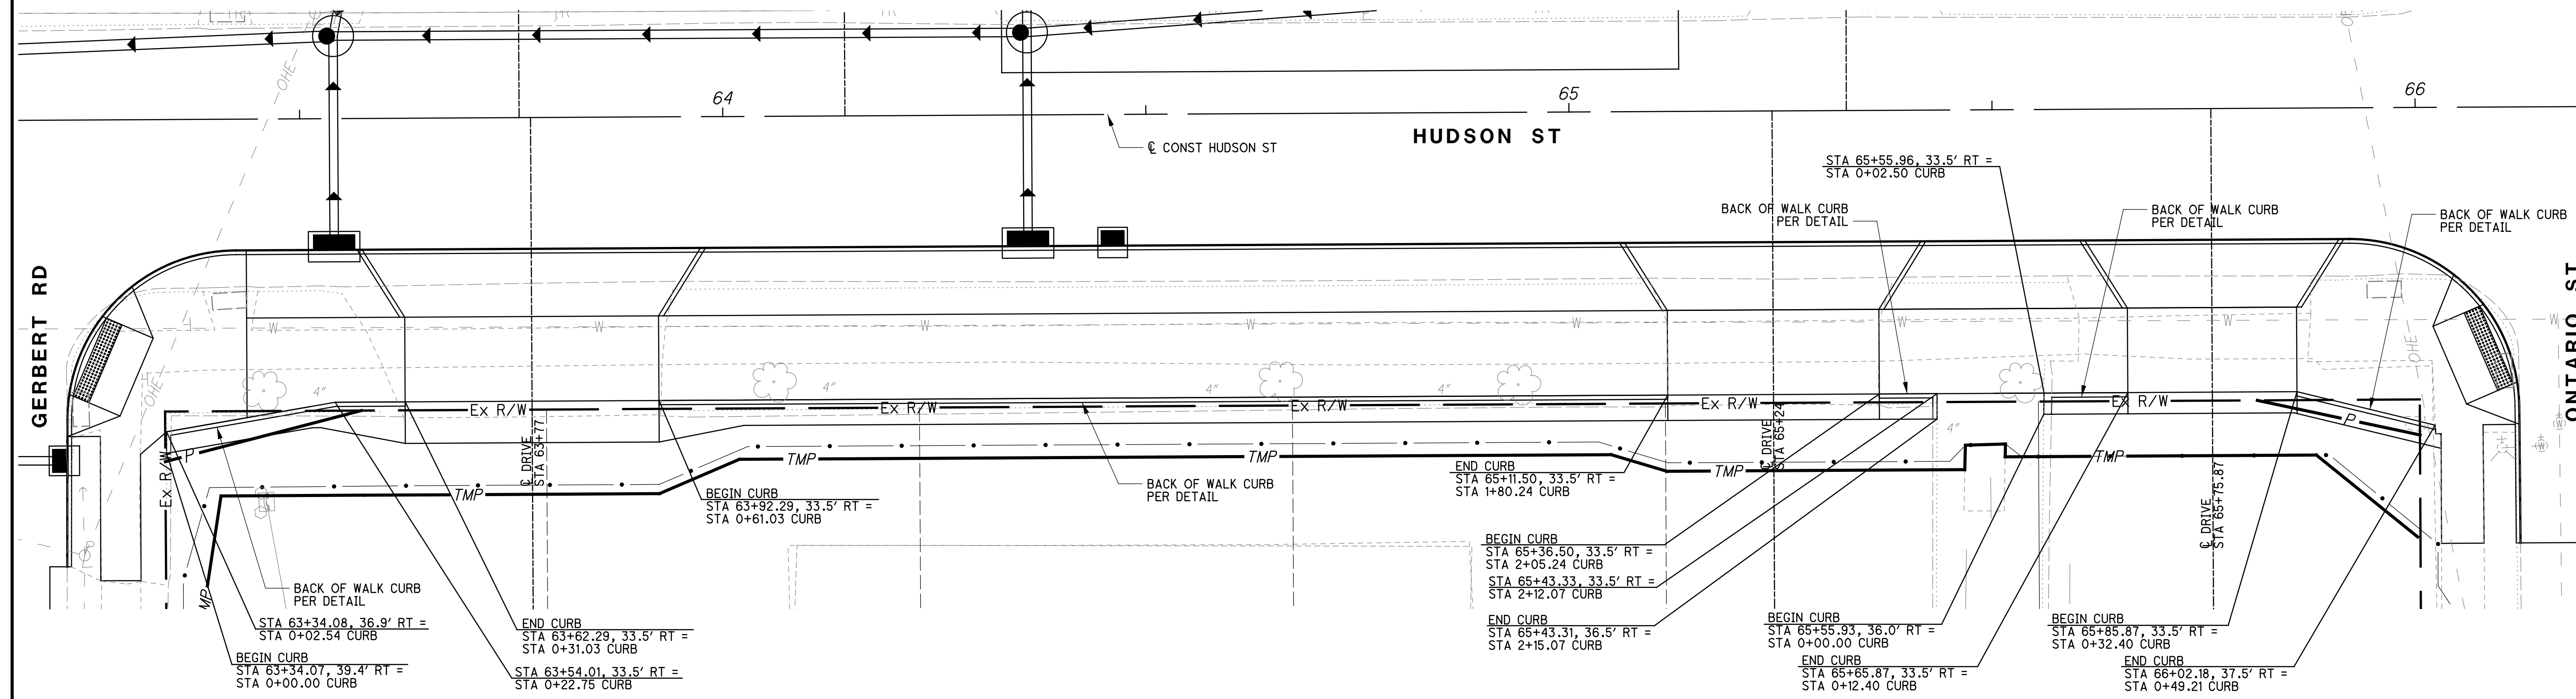 64
65
66
HUDSON ST
℄ CONST HUDSON ST
GERBERT RD
ONTARIO ST
OHE
OHE
OHE
STA 65+55.96, 33.5' RT =
STA 0+02.50 CURB
BACK OF WALK CURB
PER DETAIL
BACK OF WALK CURB
PER DETAIL
BACK OF WALK CURB
PER DETAIL
W
W
W
W
W
W
W
W
4"
4"
4"
4"
4"
Ex R/W
Ex R/W
Ex R/W
Ex R/W
Ex R/W
Ex R/W
P
P
TMP
TMP
TMP
TMP
TMP
MP
℄ DRIVE
STA 63+77
℄ DRIVE
STA 65+24
℄ DRIVE
STA 65+75.87
BEGIN CURB
STA 63+92.29, 33.5' RT =
STA 0+61.03 CURB
BACK OF WALK CURB
PER DETAIL
END CURB
STA 65+11.50, 33.5' RT =
STA 1+80.24 CURB
BEGIN CURB
STA 65+36.50, 33.5' RT =
STA 2+05.24 CURB
STA 65+43.33, 33.5' RT =
STA 2+12.07 CURB
END CURB
STA 65+43.31, 36.5' RT =
STA 2+15.07 CURB
BACK OF WALK CURB
PER DETAIL
STA 63+34.08, 36.9' RT =
STA 0+02.54 CURB
BEGIN CURB
STA 63+34.07, 39.4' RT =
STA 0+00.00 CURB
END CURB
STA 63+62.29, 33.5' RT =
STA 0+31.03 CURB
STA 63+54.01, 33.5' RT =
STA 0+22.75 CURB
BEGIN CURB
STA 65+55.93, 36.0' RT =
STA 0+00.00 CURB
END CURB
STA 65+65.87, 33.5' RT =
STA 0+12.40 CURB
BEGIN CURB
STA 65+85.87, 33.5' RT =
STA 0+32.40 CURB
END CURB
STA 66+02.18, 37.5' RT =
STA 0+49.21 CURB